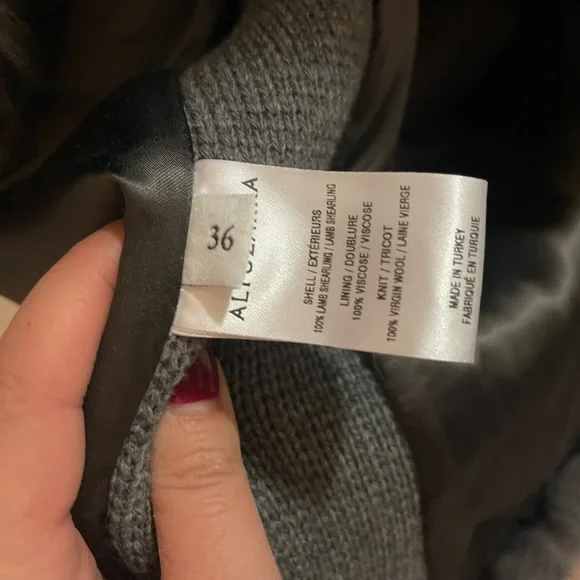 ALTUZARRA
36
SHELL / EXTÉRIEURS
100% LAMB SHEARLING / LAMB SHEARLING
LINING / DOUBLURE
100% VISCOSE / VISCOSE
KNIT / TRICOT
100% VIRGIN WOOL / LAINE VIERGE
MADE IN TURKEY
FABRIQUÉ EN TURQUIE